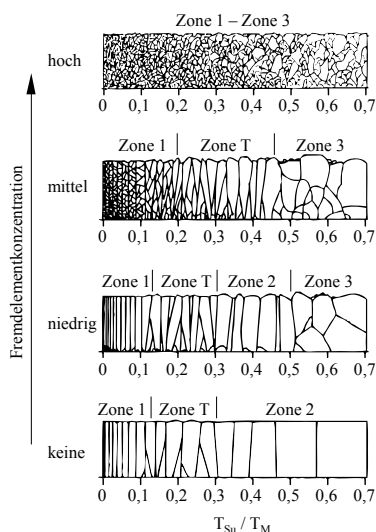 Zone 1 – Zone 3
hoch
0 0,1 0,2 0,3 0,4 0,5 0,6 0,7
Zone 1 Zone T Zone 3
mittel
0 0,1 0,2 0,3 0,4 0,5 0,6 0,7
Zone 1 Zone T Zone 2 Zone 3
niedrig
0 0,1 0,2 0,3 0,4 0,5 0,6 0,7
Zone 1 Zone T Zone 2
keine
0 0,1 0,2 0,3 0,4 0,5 0,6 0,7
T_Su / T_M
Fremdelementkonzentration